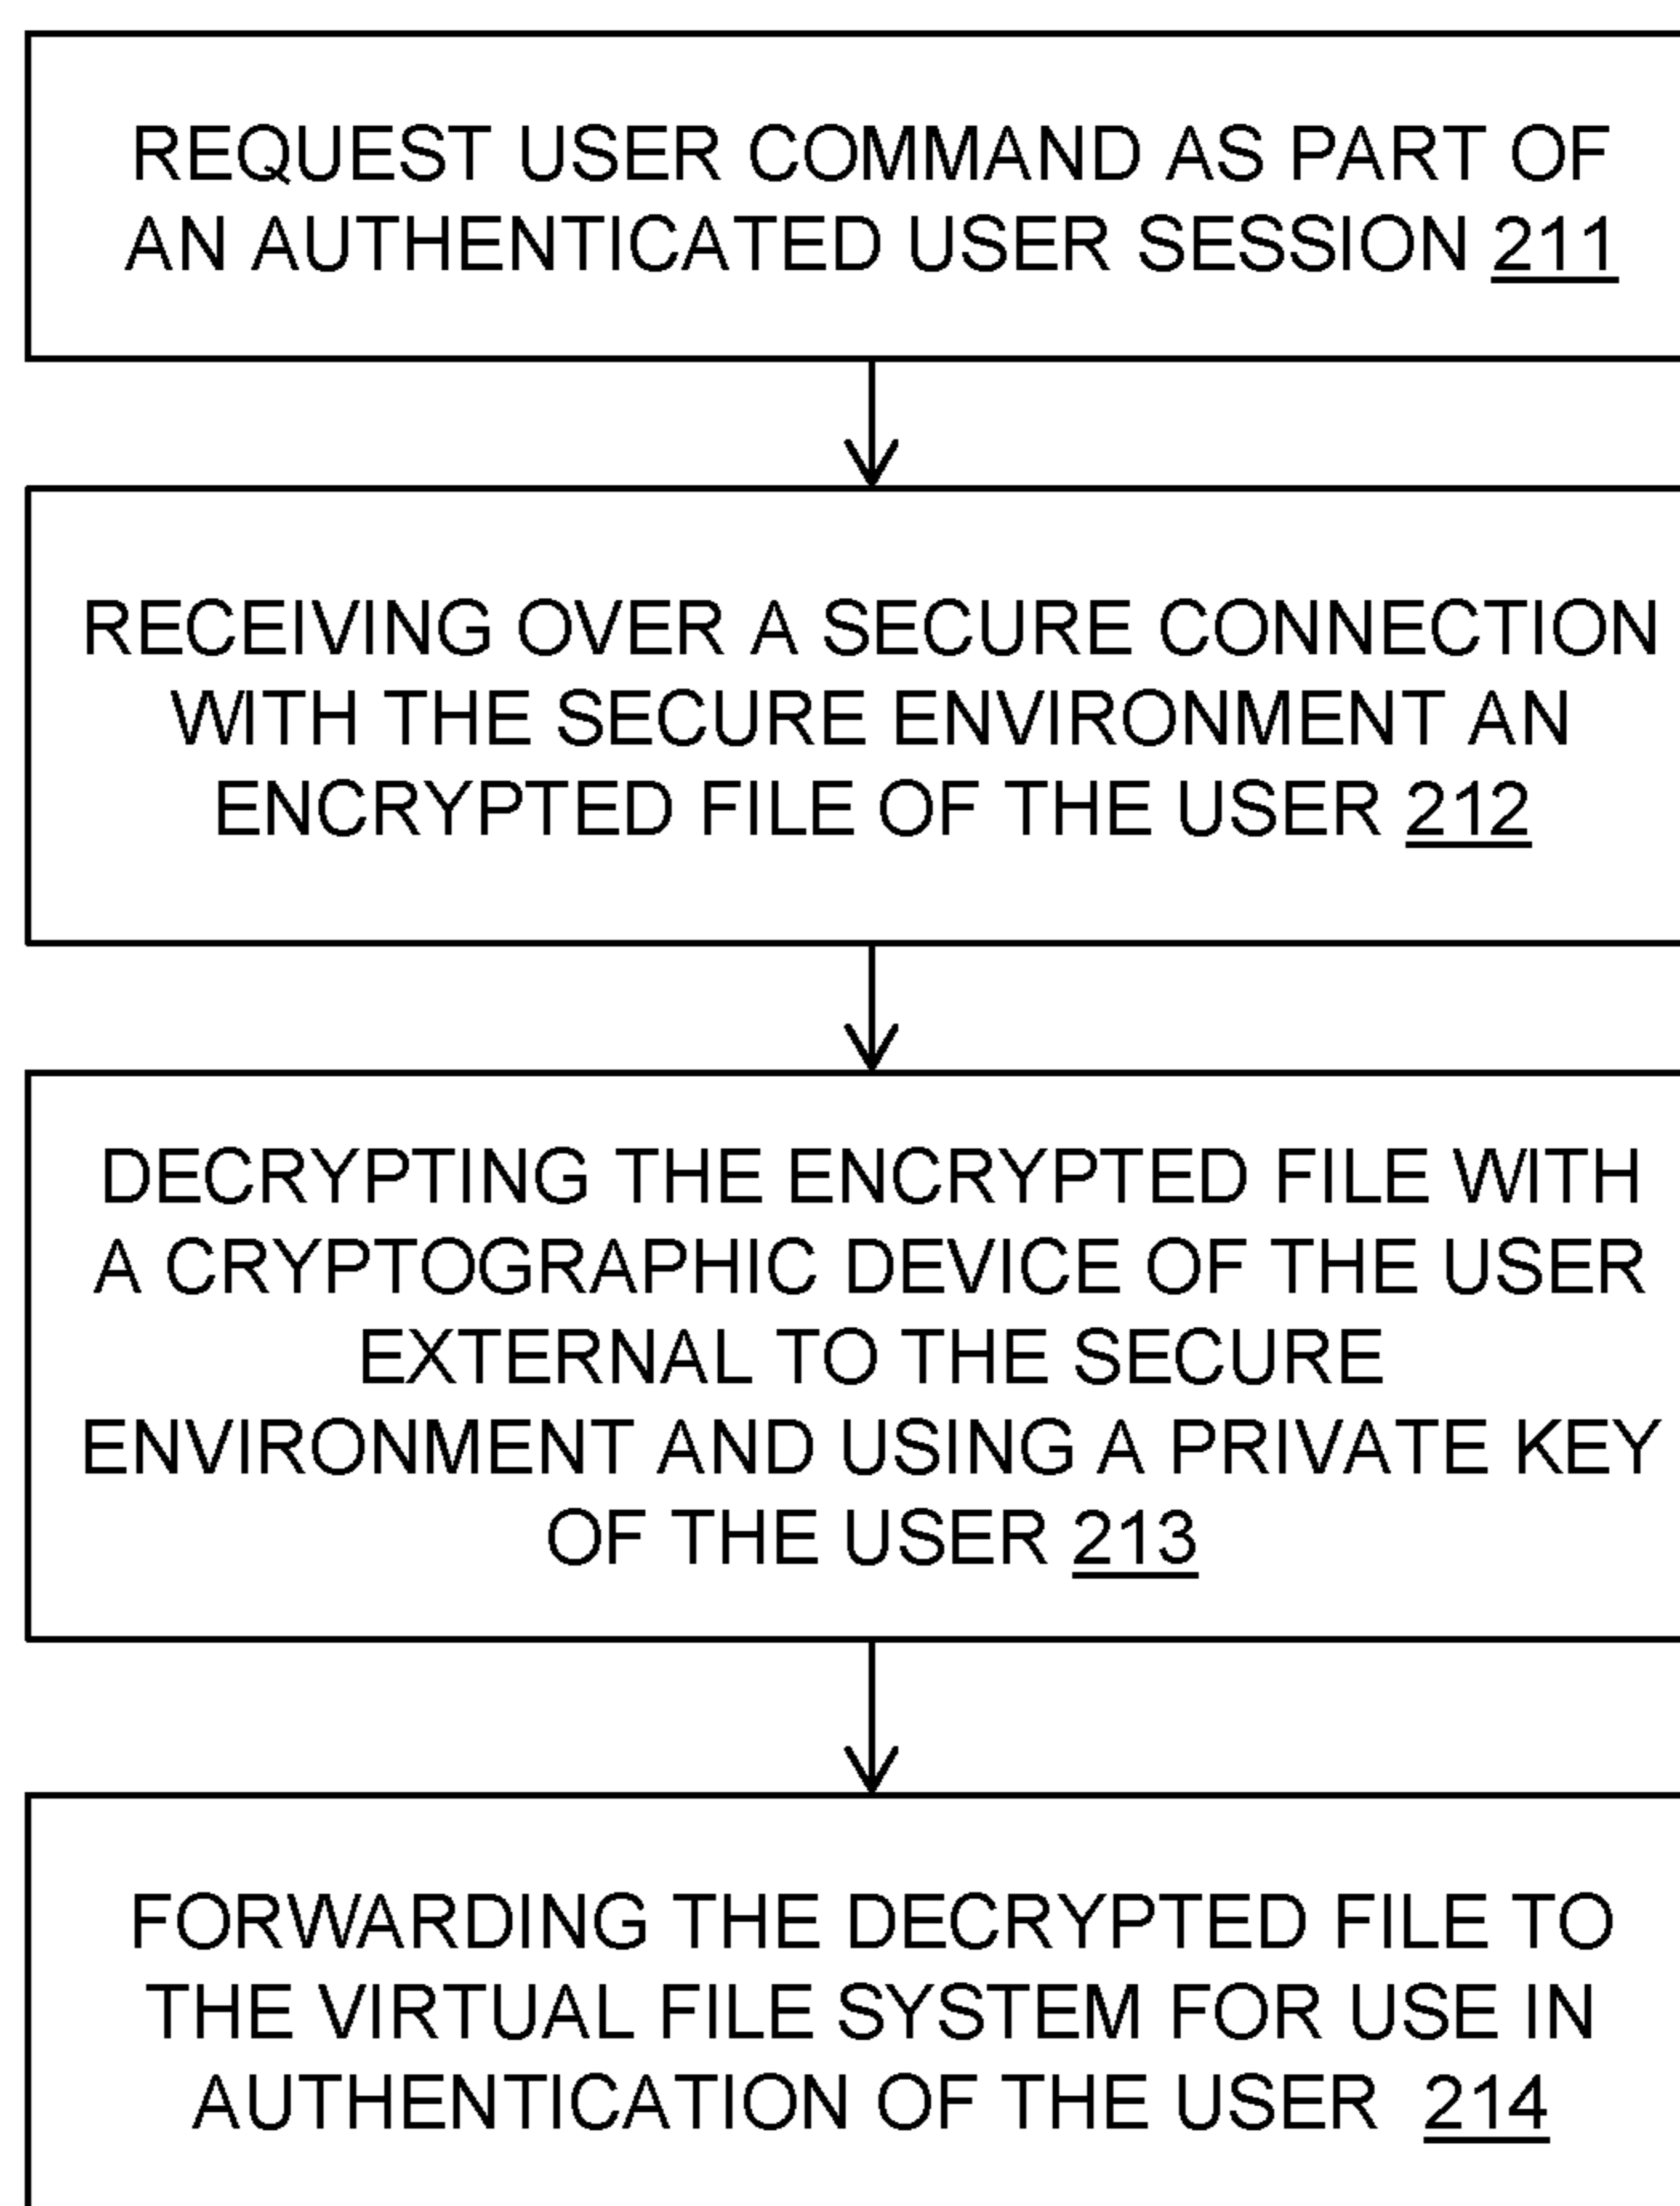 REQUEST USER COMMAND AS PART OF
AN AUTHENTICATED USER SESSION 211
RECEIVING OVER A SECURE CONNECTION
WITH THE SECURE ENVIRONMENT AN
ENCRYPTED FILE OF THE USER 212
DECRYPTING THE ENCRYPTED FILE WITH
A CRYPTOGRAPHIC DEVICE OF THE USER
EXTERNAL TO THE SECURE
ENVIRONMENT AND USING A PRIVATE KEY
OF THE USER 213
FORWARDING THE DECRYPTED FILE TO
THE VIRTUAL FILE SYSTEM FOR USE IN
AUTHENTICATION OF THE USER 214